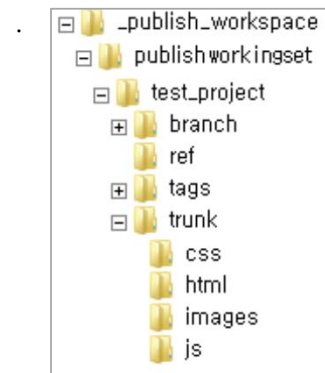 .
_publish_workspace
publishworkingset
test_project
branch
ref
tags
trunk
css
html
images
js